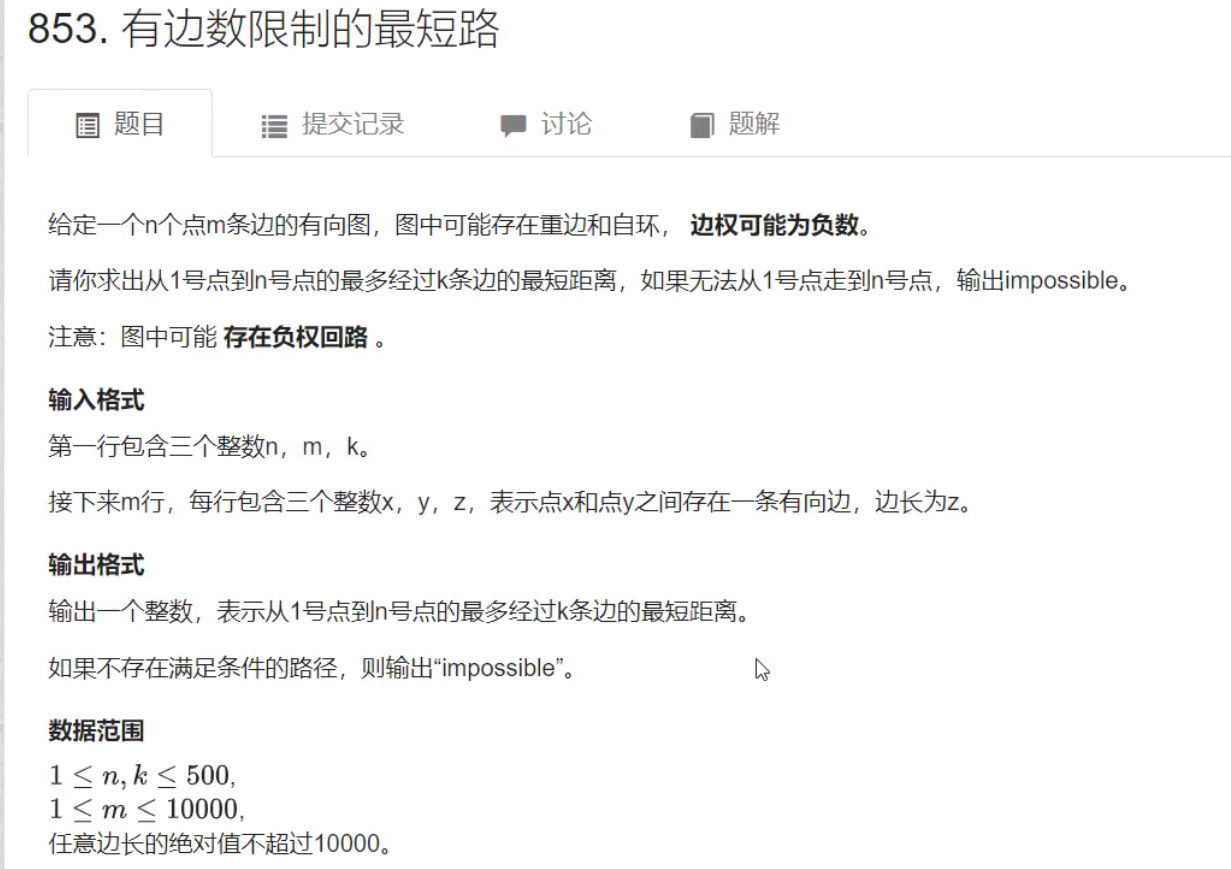 853. 有边数限制的最短路
题目 提交记录 讨论 题解
给定一个n个点m条边的有向图，图中可能存在重边和自环， 边权可能为负数。
请你求出从1号点到n号点的最多经过k条边的最短距离，如果无法从1号点走到n号点，输出impossible。
注意：图中可能 存在负权回路 。
输入格式
第一行包含三个整数n，m，k。
接下来m行，每行包含三个整数x，y，z，表示点x和点y之间存在一条有向边，边长为z。
输出格式
输出一个整数，表示从1号点到n号点的最多经过k条边的最短距离。
如果不存在满足条件的路径，则输出“impossible”。
数据范围
1 ≤ n, k ≤ 500,
1 ≤ m ≤ 10000,
任意边长的绝对值不超过10000。